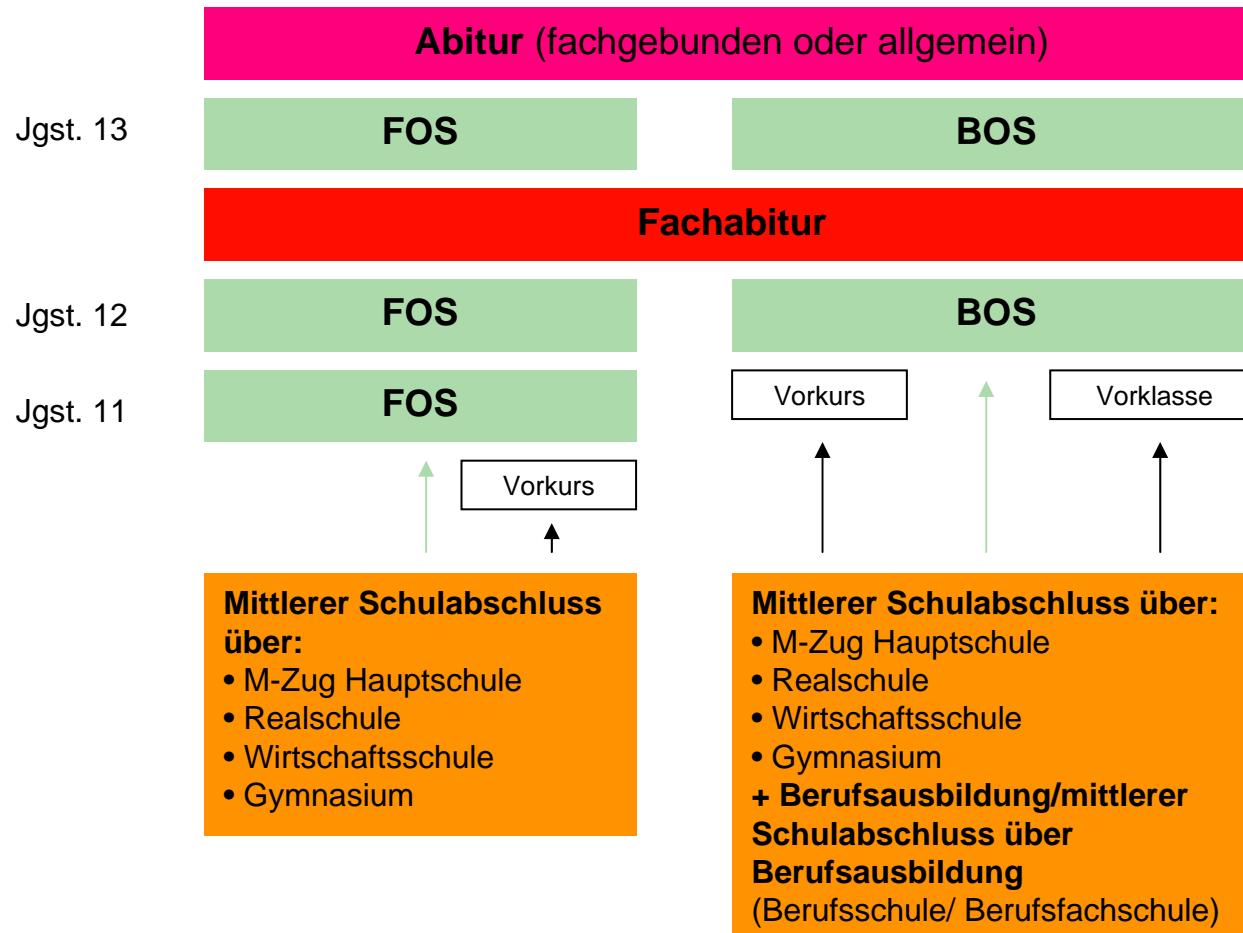 Abitur (fachgebunden oder allgemein)
Jgst. 13
FOS
BOS
Fachabitur
Jgst. 12
FOS
BOS
Jgst. 11
FOS
Vorkurs
Vorklasse
Vorkurs
Mittlerer Schulabschluss
über:
• M-Zug Hauptschule
• Realschule
• Wirtschaftsschule
• Gymnasium
Mittlerer Schulabschluss über:
• M-Zug Hauptschule
• Realschule
• Wirtschaftsschule
• Gymnasium
+ Berufsausbildung/mittlerer
Schulabschluss über
Berufsausbildung
(Berufsschule/ Berufsfachschule)